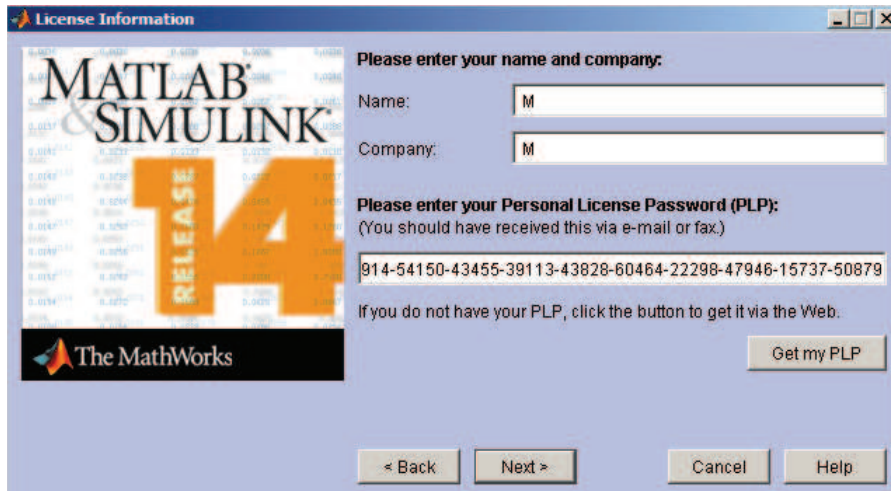 License Information
MATLAB®
& SIMULINK®
RELEASE
14
The MathWorks
Please enter your name and company:
Name: M
Company: M
Please enter your Personal License Password (PLP):
(You should have received this via e-mail or fax.)
914-54150-43455-39113-43828-60464-22298-47946-15737-50879
If you do not have your PLP, click the button to get it via the Web.
Get my PLP
< Back Next > Cancel Help